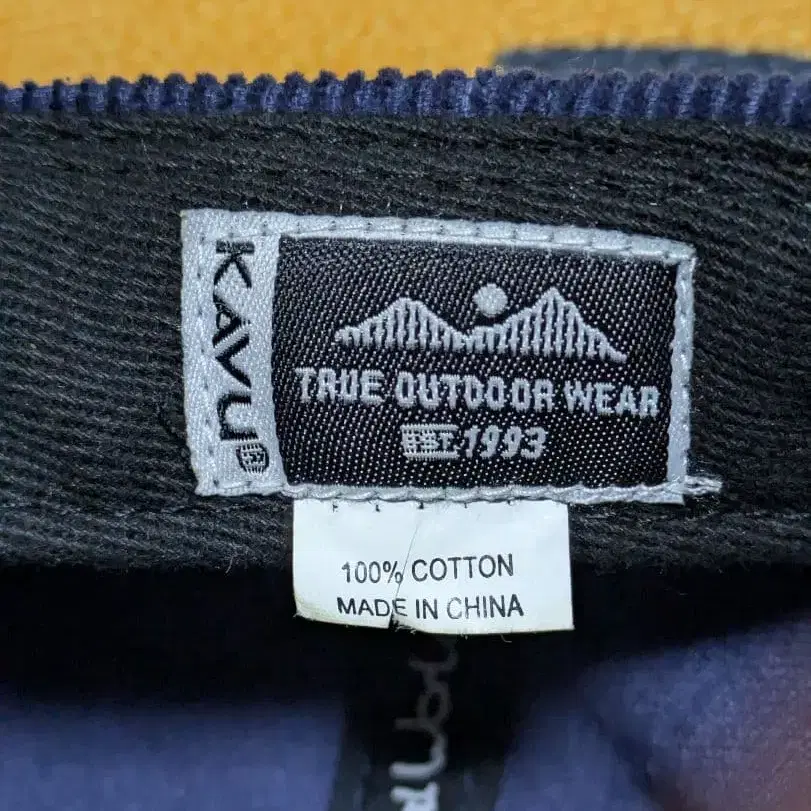 KAVU®
TRUE OUTDOOR WEAR
EST. 1993
100% COTTON
MADE IN CHINA